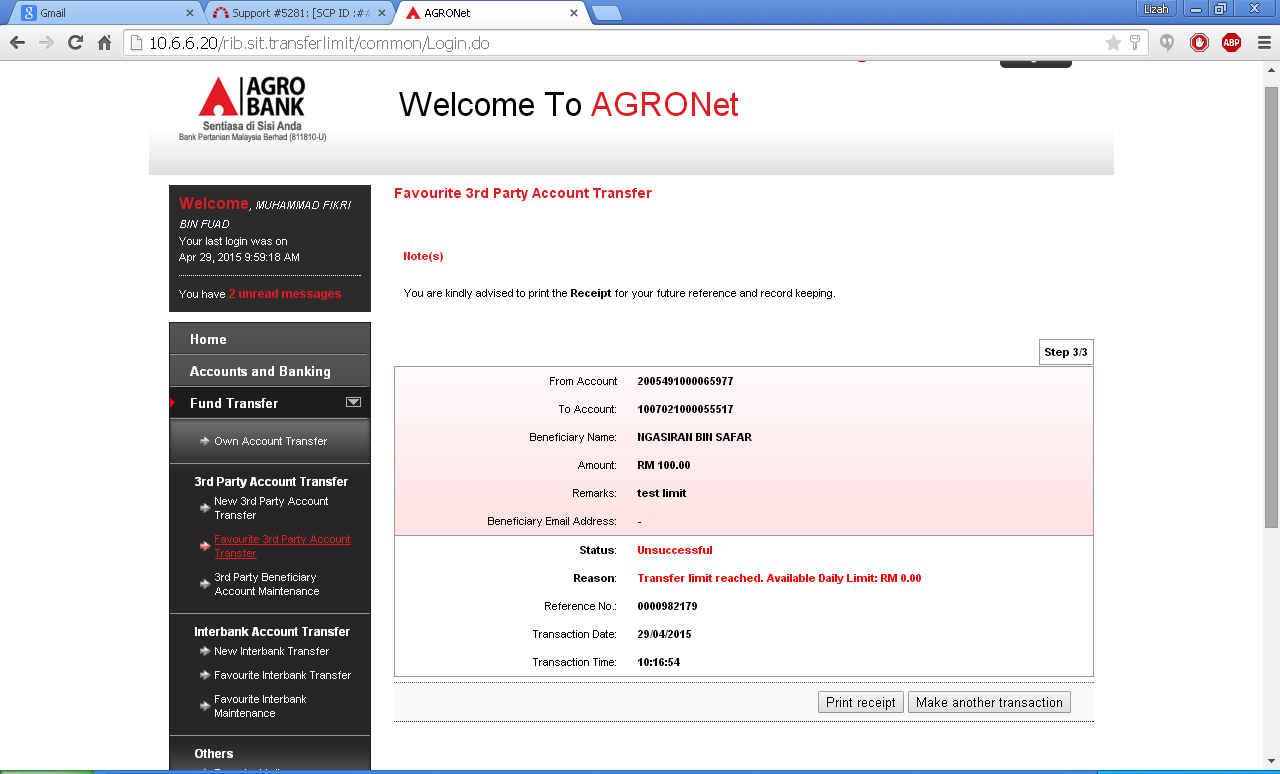 Gmail
Support #5281: [SCP ID :##
AGRONet
Lizah
10.6.6.20/rib.sit.transferlimit/common/Login.do
ABP
AGRO
BANK
Sentiasa di Sisi Anda
Bank Pertanian Malaysia Berhad (811810-U)
Welcome To AGRONet
Welcome, MUHAMMAD FIKRI
BIN FUAD
Your last login was on
Apr 29, 2015 9:59:18 AM
You have 2 unread messages
Home
Accounts and Banking
Fund Transfer
Own Account Transfer
3rd Party Account Transfer
New 3rd Party Account
Transfer
Favourite 3rd Party Account
Transfer
3rd Party Beneficiary
Account Maintenance
Interbank Account Transfer
New Interbank Transfer
Favourite Interbank Transfer
Favourite Interbank
Maintenance
Others
Favourite 3rd Party Account Transfer
Note(s)
You are kindly advised to print the Receipt for your future reference and record keeping.
Step 3/3
From Account 2005491000065977
To Account: 1007021000055517
Beneficiary Name: NGASIRAN BIN SAFAR
Amount: RM 100.00
Remarks: test limit
Beneficiary Email Address: -
Status: Unsuccessful
Reason: Transfer limit reached. Available Daily Limit: RM 0.00
Reference No.: 0000982179
Transaction Date: 29/04/2015
Transaction Time: 10:16:54
Print receipt
Make another transaction